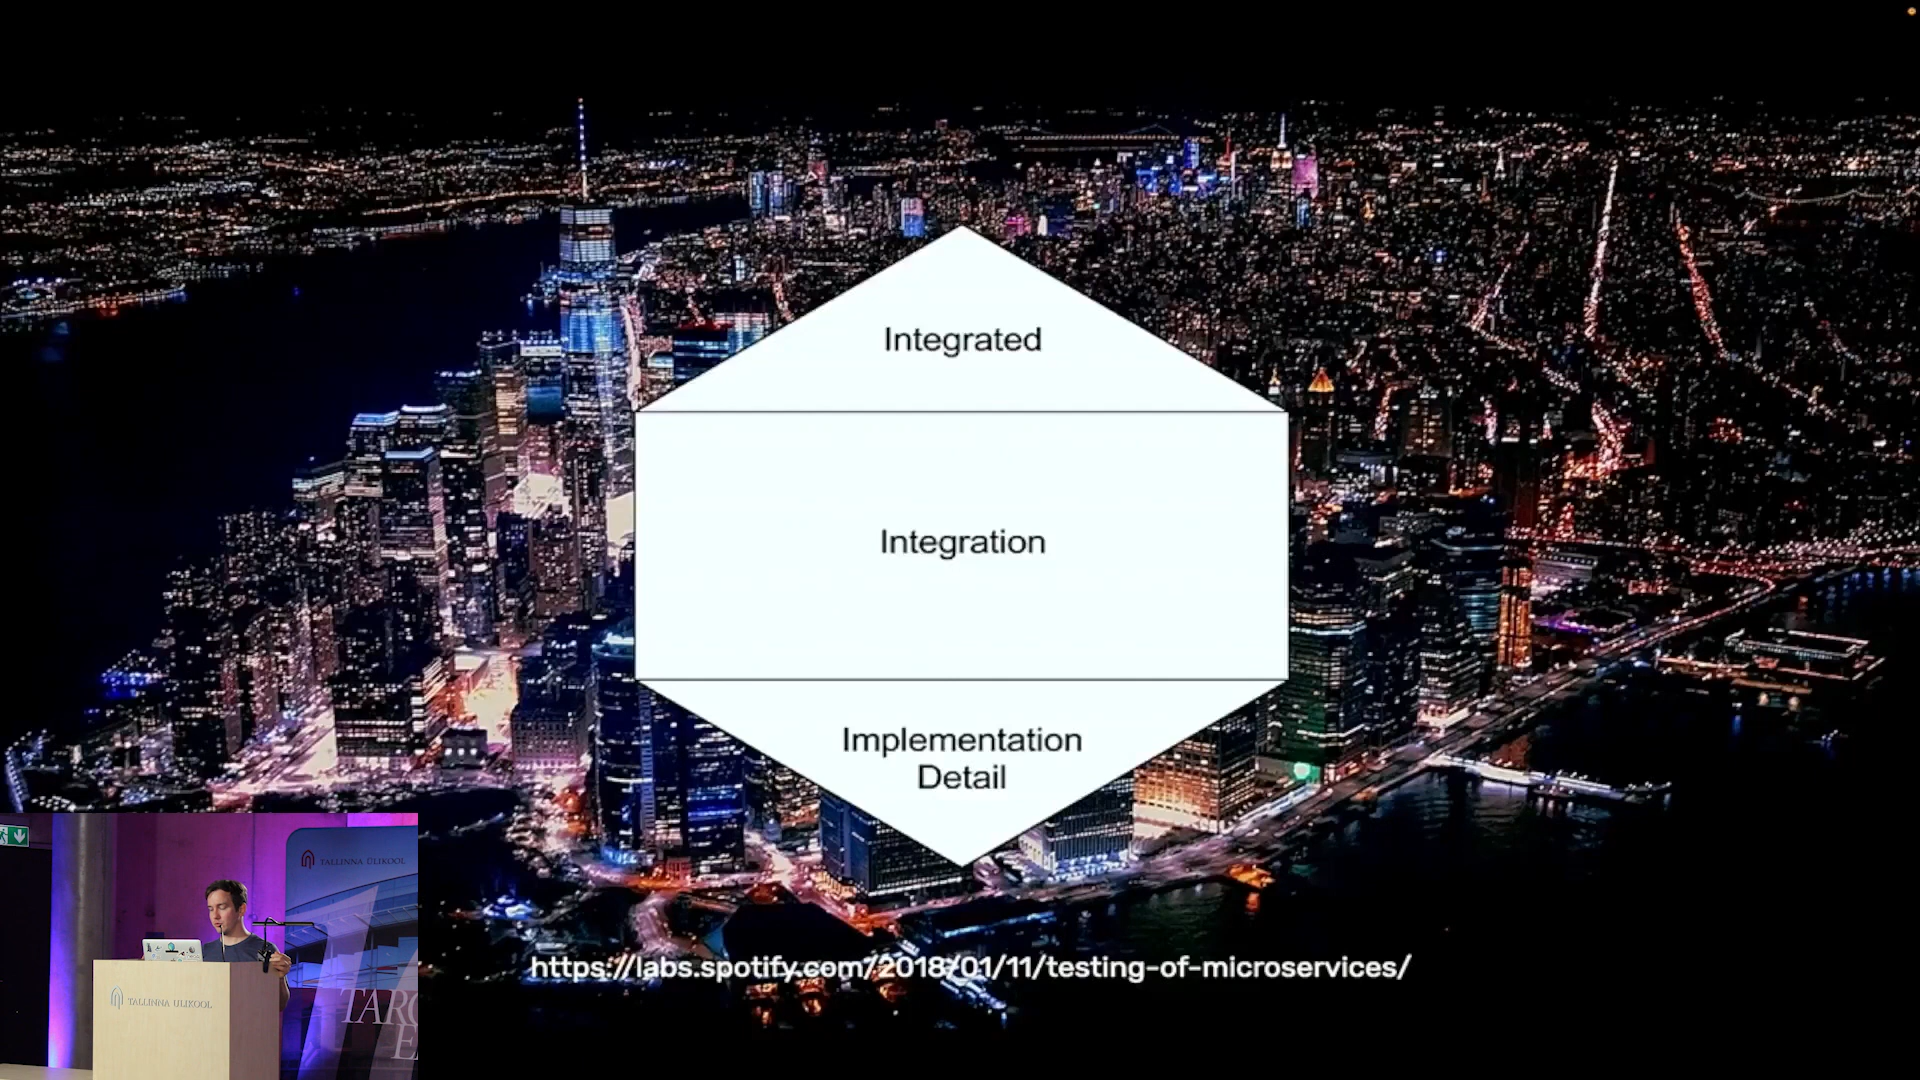 Integrated
Integration
Implementation
Detail
https://labs.spotify.com/2018/01/11/testing-of-microservices/
TALLINNA ÜLIKOOL
TALLINNA ÜLIKOOL